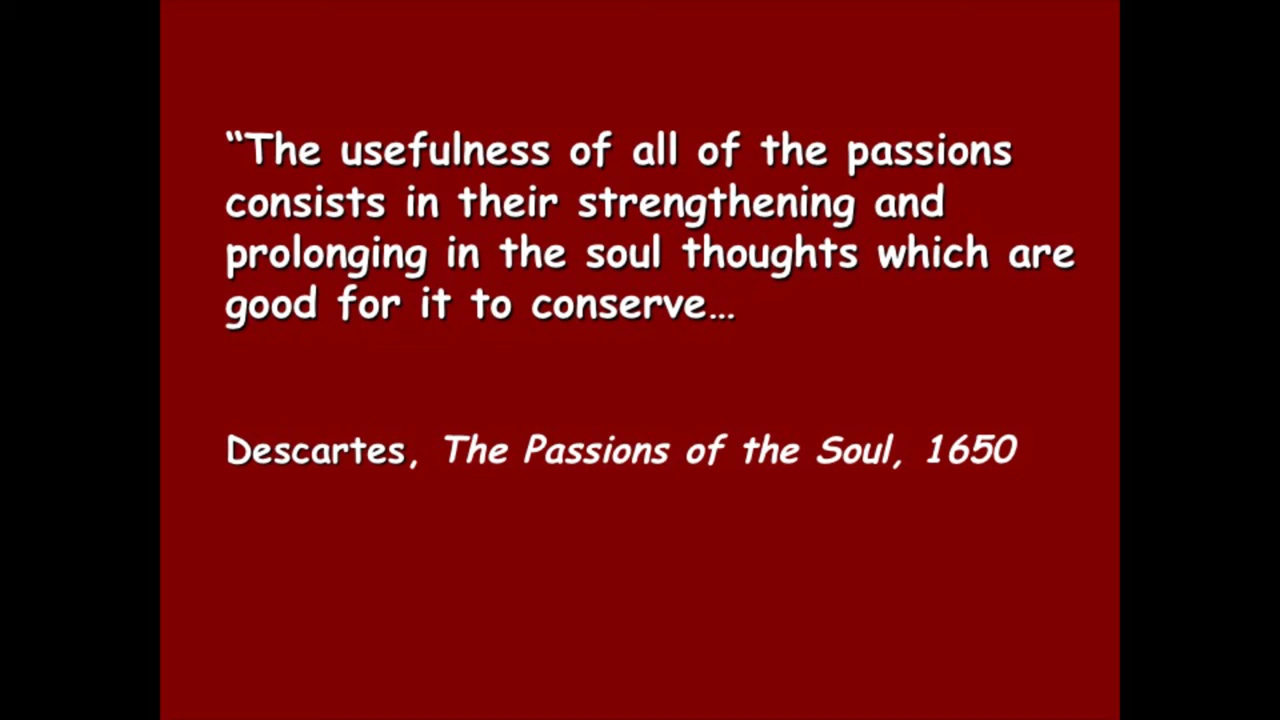 “The usefulness of all of the passions
consists in their strengthening and
prolonging in the soul thoughts which are
good for it to conserve…
Descartes, The Passions of the Soul, 1650